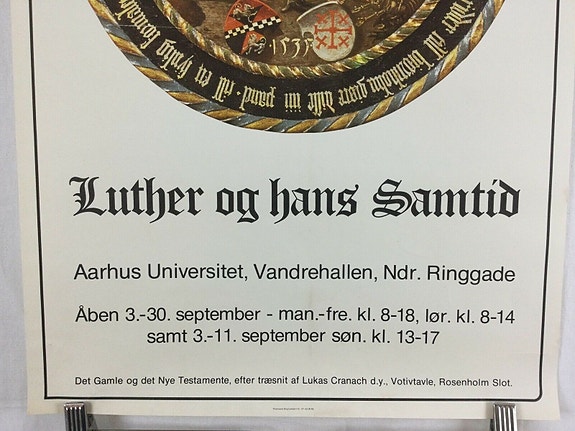 1535
Luther og hans Samtid
Aarhus Universitet, Vandrehallen, Ndr. Ringgade
Åben 3.-30. september - man.-fre. kl. 8-18, lør. kl. 8-14
samt 3.-11. september søn. kl. 13-17
Det Gamle og det Nye Testamente, efter træsnit af Lukas Cranach d.y., Votivtavle, Rosenholm Slot.